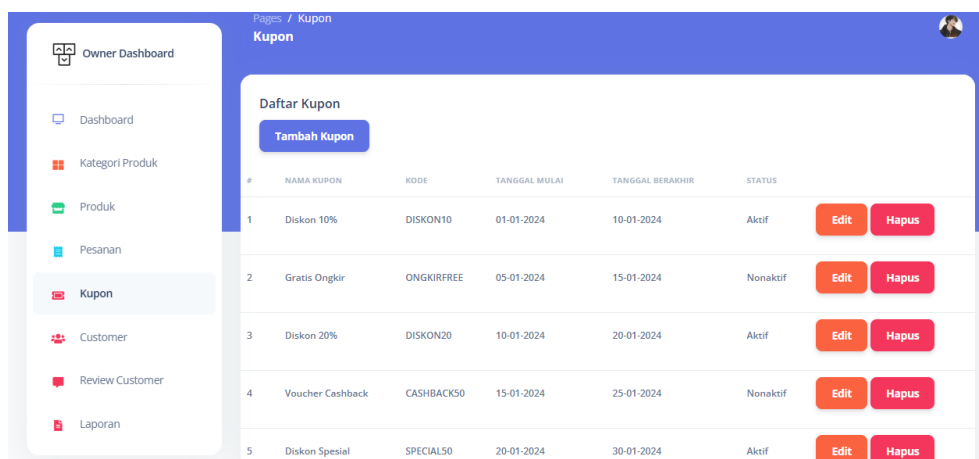 Pages / Kupon
Kupon
Owner Dashboard
Dashboard
Kategori Produk
Produk
Pesanan
Kupon
Customer
Review Customer
Laporan
Daftar Kupon
Tambah Kupon
# NAMA KUPON KODE TANGGAL MULAI TANGGAL BERAKHIR STATUS
1 Diskon 10% DISKON10 01-01-2024 10-01-2024 Aktif Edit Hapus
2 Gratis Ongkir ONGKIRFREE 05-01-2024 15-01-2024 Nonaktif Edit Hapus
3 Diskon 20% DISKON20 10-01-2024 20-01-2024 Aktif Edit Hapus
4 Voucher Cashback CASHBACK50 15-01-2024 25-01-2024 Nonaktif Edit Hapus
5 Diskon Spesial SPECIAL50 20-01-2024 30-01-2024 Aktif Edit Hapus